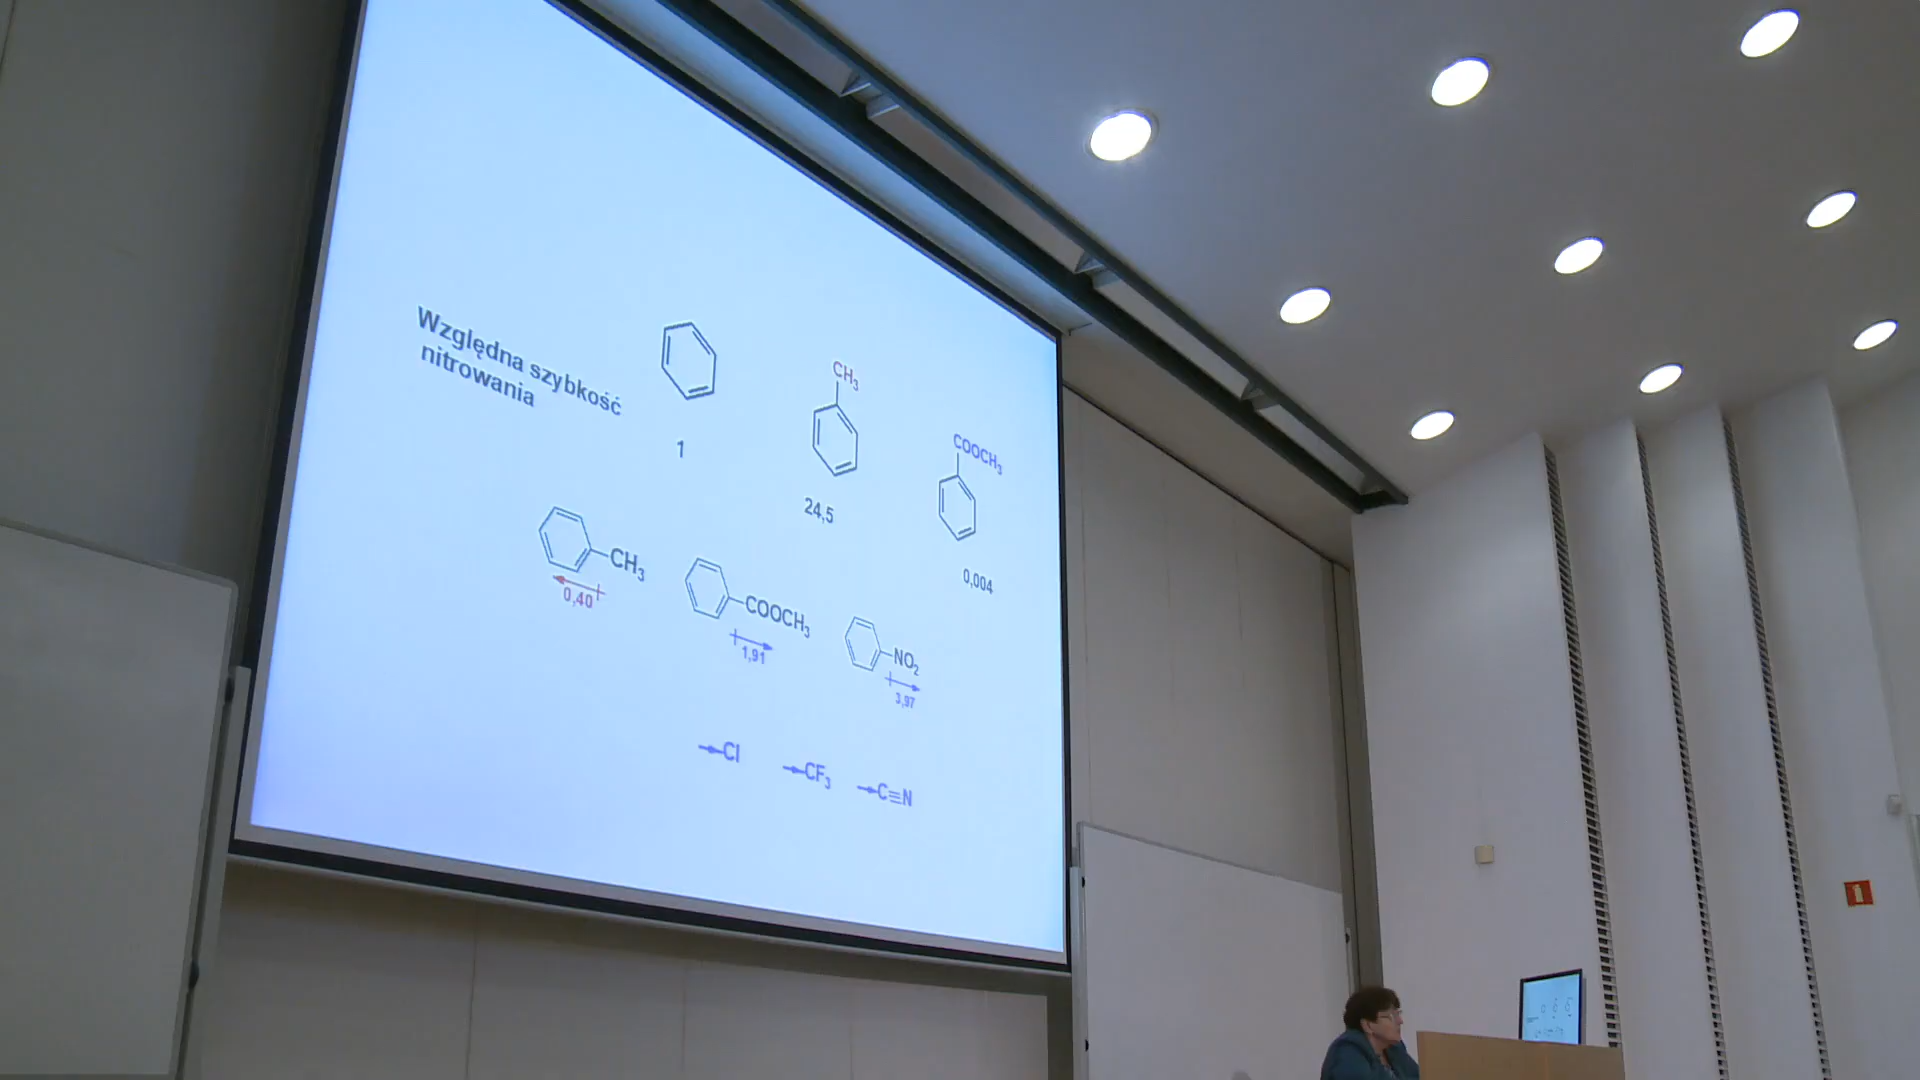 Względna szybkość
nitrowania
1
CH₃
24,5
COOCH₃
0,004
CH₃
0,40
COOCH₃
1,91
NO₂
3,97
Cl
CF₃
C≡N